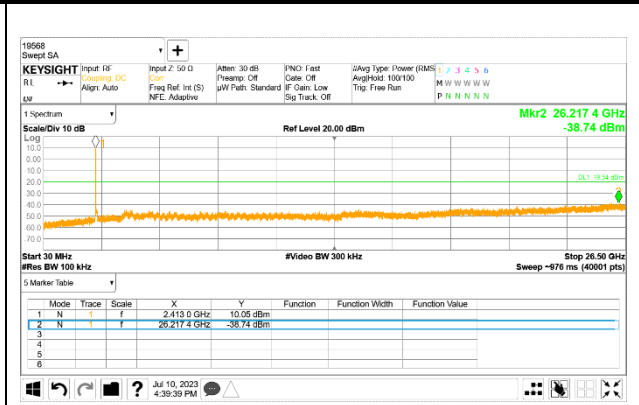 19568
Swept SA
+
KEYSIGHT Input: RF Input Z: 50 Ω Atten: 30 dB PNO: Fast #Avg Type: Power (RMS 1 2 3 4 5 6
RL Coupling: DC Corr Preamp: Off Gate: Off Avg|Hold: 100/100 M W W W W W
Align: Auto Freq Ref: Int (S) µW Path: Standard IF Gain: Low Trig: Free Run
NFE: Adaptive Sig Track: Off P N N N N N
1 Spectrum Mkr2 26.217 4 GHz
Scale/Div 10 dB Ref Level 20.00 dBm -38.74 dBm
Log
10.0
0.00
10.0
20.0
30.0
40.0
50.0
60.0
70.0
1
Start 30 MHz #Video BW 300 kHz Stop 26.50 GHz
#Res BW 100 kHz Sweep ~976 ms (40001 pts)
5 Marker Table
Mode Trace Scale X Y Function Function Width Function Value
1 N 1 f 2.413 0 GHz 10.05 dBm
2 N 1 f 26.217 4 GHz -38.74 dBm
3
4
5
6
? Jul 10, 2023
4:39:39 PM